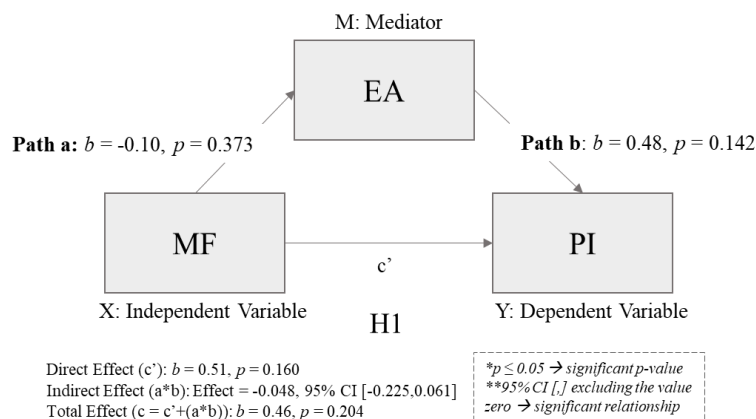 M: Mediator
EA
Path a: b = -0.10, p = 0.373
Path b: b = 0.48, p = 0.142
MF
PI
c’
X: Independent Variable
Y: Dependent Variable
H1
Direct Effect (c’): b = 0.51, p = 0.160
Indirect Effect (a*b): Effect = -0.048, 95% CI [-0.225,0.061]
Total Effect (c = c’+(a*b)): b = 0.46, p = 0.204
*p ≤ 0.05 → significant p-value
**95% CI [,] excluding the value
zero → significant relationship